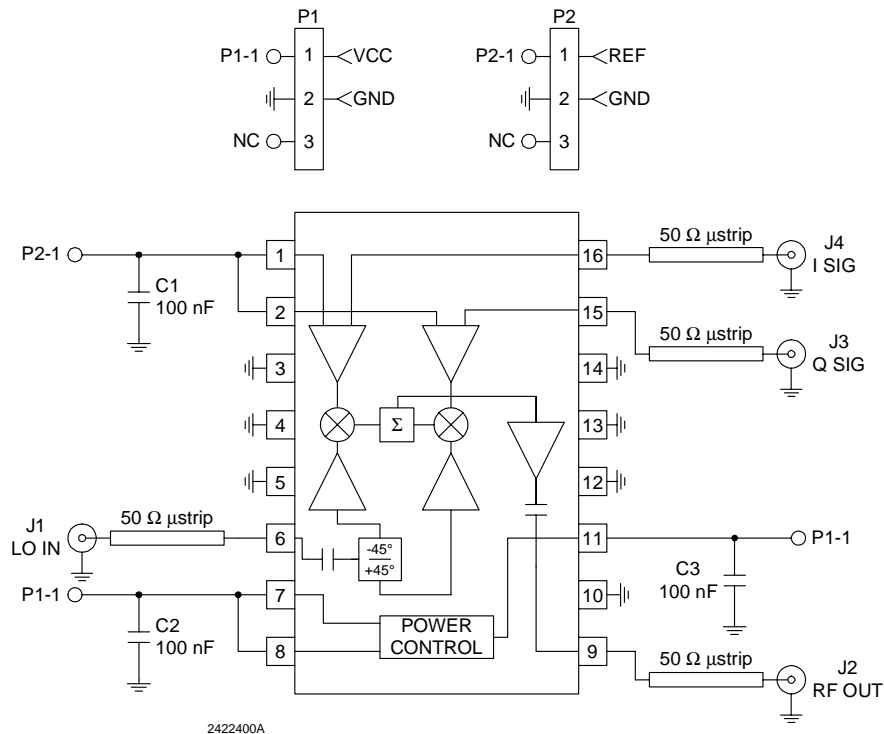 P1
P2
P1-1
1
VCC
2
GND
NC
3
P2-1
1
REF
2
GND
NC
3
P2-1
C1
100 nF
1
2
3
4
5
6
7
8
16
15
14
13
12
11
10
9
50 Ω μstrip
J4
I SIG
50 Ω μstrip
J3
Q SIG
Σ
J1
LO IN
50 Ω μstrip
-45°
+45°
P1-1
C3
100 nF
P1-1
C2
100 nF
POWER
CONTROL
50 Ω μstrip
J2
RF OUT
2422400A